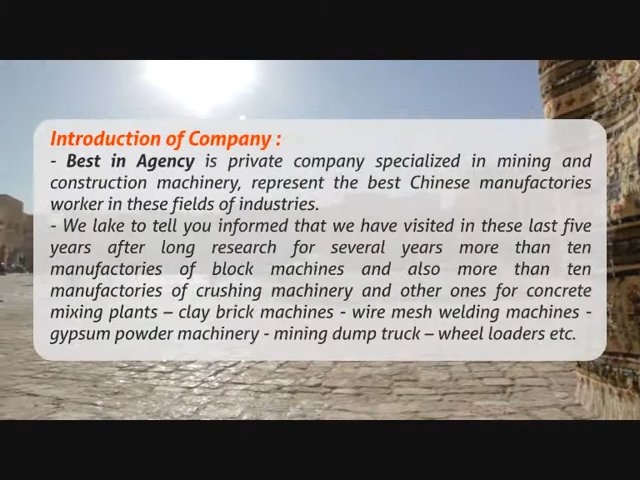 Introduction of Company :
- Best in Agency is private company specialized in mining and
construction machinery, represent the best Chinese manufactories
worker in these fields of industries.
- We lake to tell you informed that we have visited in these last five
years after long research for several years more than ten
manufactories of block machines and also more than ten
manufactories of crushing machinery and other ones for concrete
mixing plants – clay brick machines - wire mesh welding machines -
gypsum powder machinery - mining dump truck – wheel loaders etc.